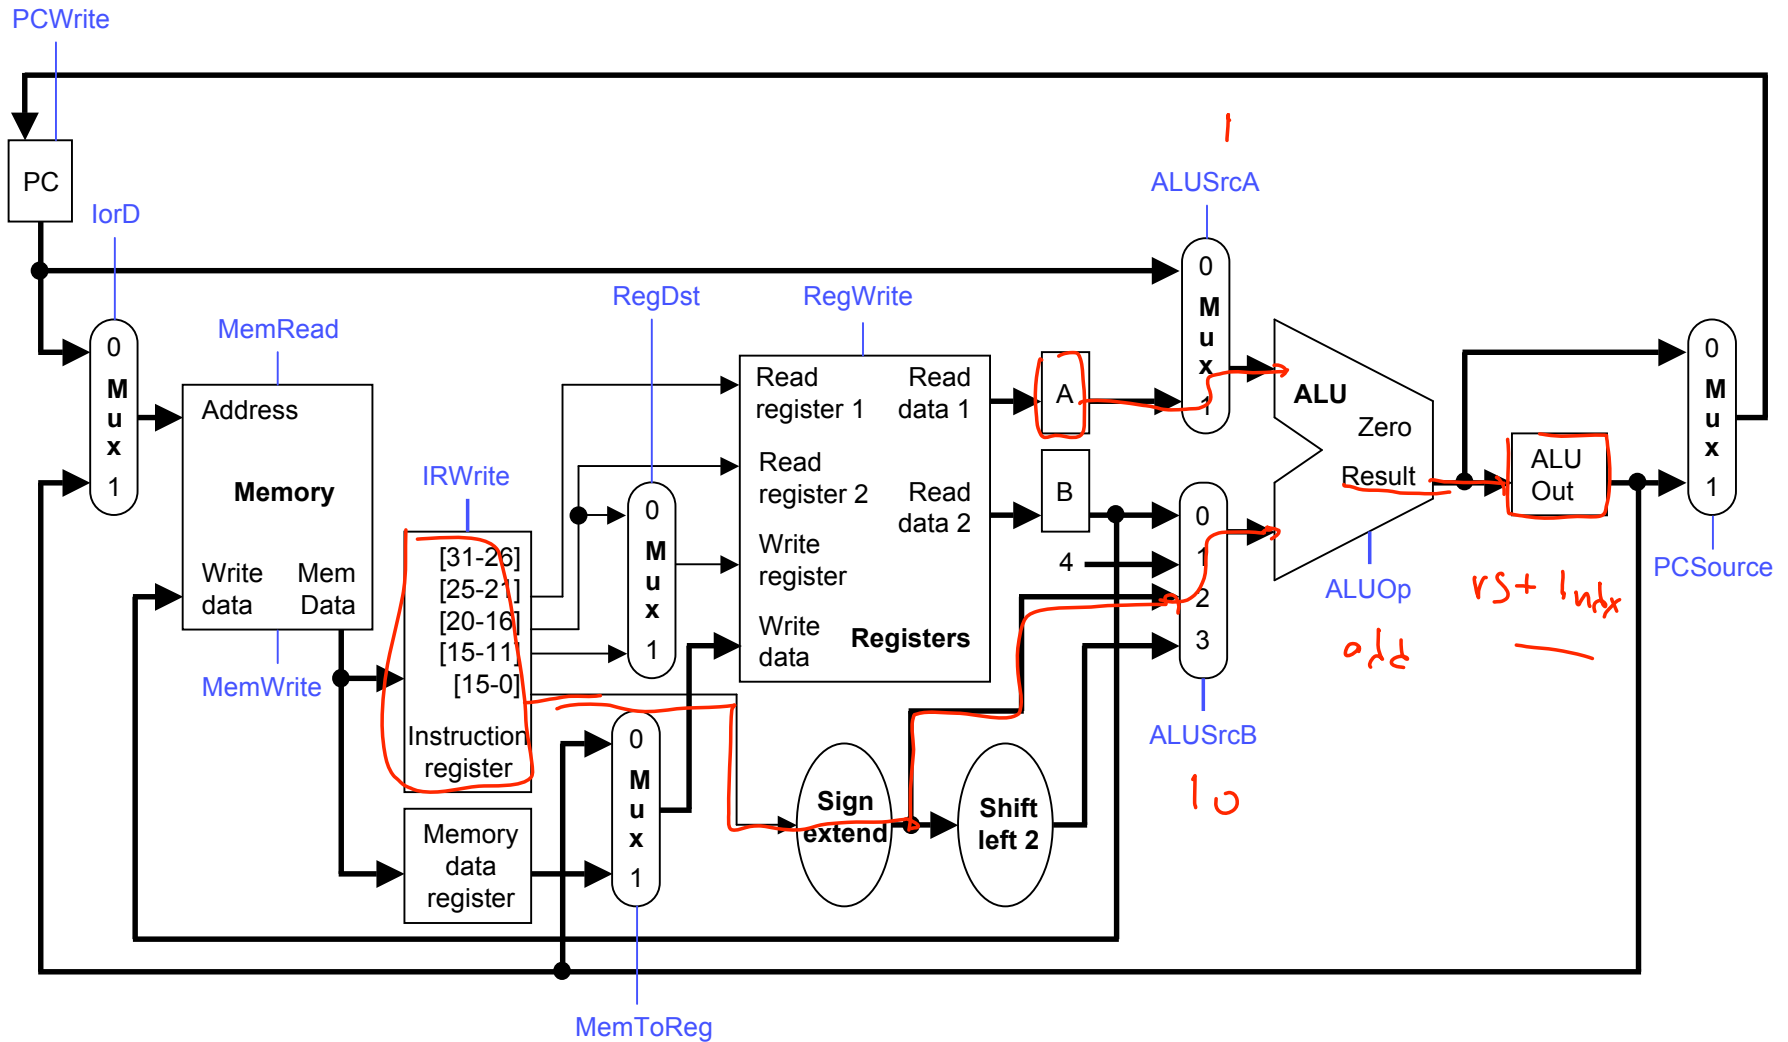 PCWrite
PC
IorD
0
M
u
x
1
MemRead
Address
Memory
Write
data
Mem
Data
MemWrite
IRWrite
[31-26]
[25-21]
[20-16]
[15-11]
[15-0]
Instruction
register
Memory
data
register
RegDst
0
M
u
x
1
0
M
u
x
1
MemToReg
RegWrite
Read
register 1
Read
data 1
Read
register 2
Read
data 2
Write
register
Write
data
Registers
Sign
extend
Shift
left 2
A
B
4
1
ALUSrcA
0
M
u
x
1
0
1
2
3
ALUSrcB
10
ALU
Zero
Result
ALUOp
add
ALU
Out
rs +
0
M
u
x
1
PCSource